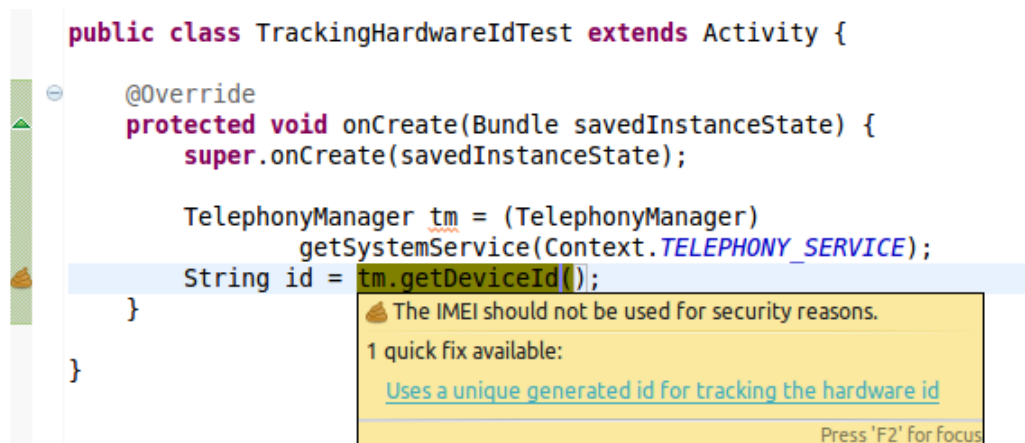 public class TrackingHardwareIdTest extends Activity {
@Override
protected void onCreate(Bundle savedInstanceState) {
super.onCreate(savedInstanceState);
TelephonyManager tm = (TelephonyManager)
getSystemService(Context.TELEPHONY_SERVICE);
String id = tm.getDeviceId();
}
The IMEI should not be used for security reasons.
1 quick fix available:
}
Uses a unique generated id for tracking the hardware id
Press 'F2' for focus